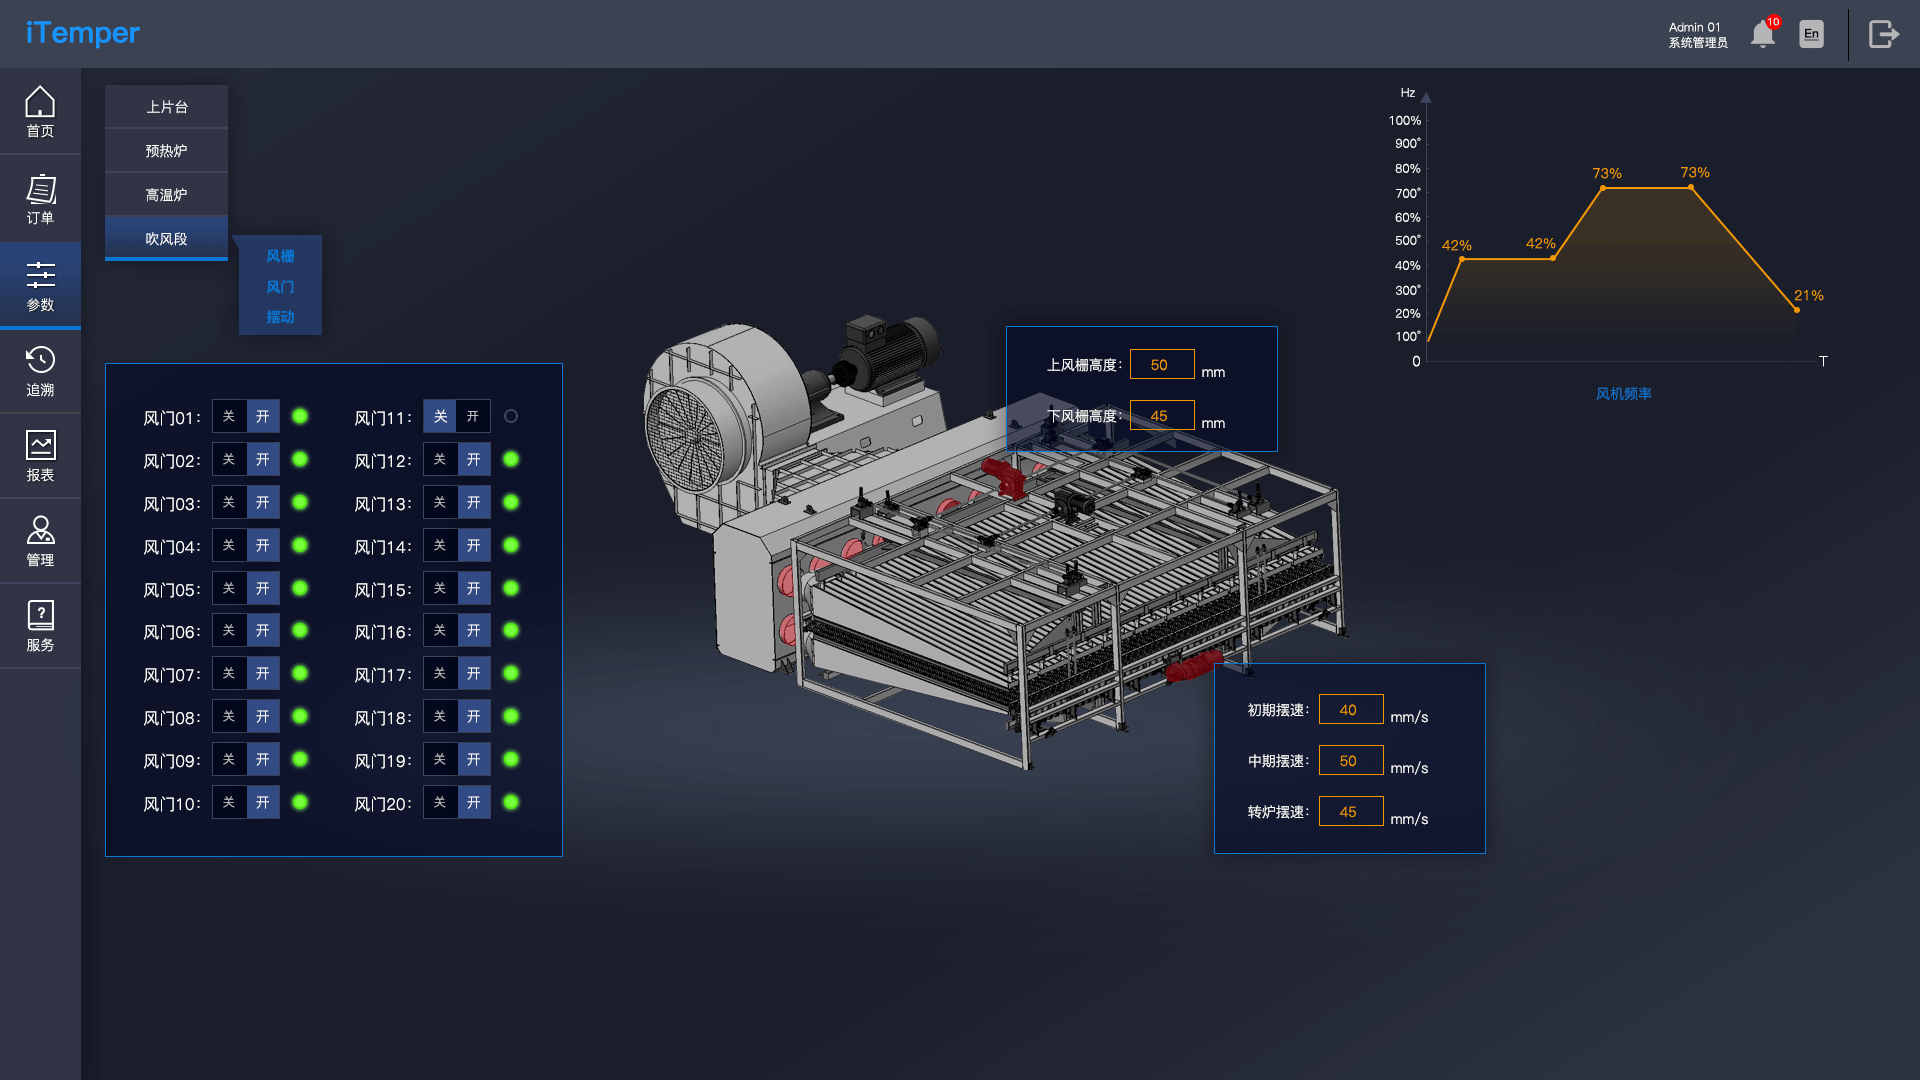 iTemper
Admin 01
系统管理员
10
En
首页
订单
参数
追溯
报表
管理
服务
上片台
预热炉
高温炉
吹风段
风栅
风门
摆动
风门01: 关 开
风门02: 关 开
风门03: 关 开
风门04: 关 开
风门05: 关 开
风门06: 关 开
风门07: 关 开
风门08: 关 开
风门09: 关 开
风门10: 关 开
风门11: 关 开
风门12: 关 开
风门13: 关 开
风门14: 关 开
风门15: 关 开
风门16: 关 开
风门17: 关 开
风门18: 关 开
风门19: 关 开
风门20: 关 开
上风栅高度: 50 mm
下风栅高度: 45 mm
初期摆速: 40 mm/s
中期摆速: 50 mm/s
转炉摆速: 45 mm/s
Hz
100%
900°
80%
700°
60%
500°
40%
300°
20%
100°
0
42%
42%
73%
73%
21%
T
风机频率